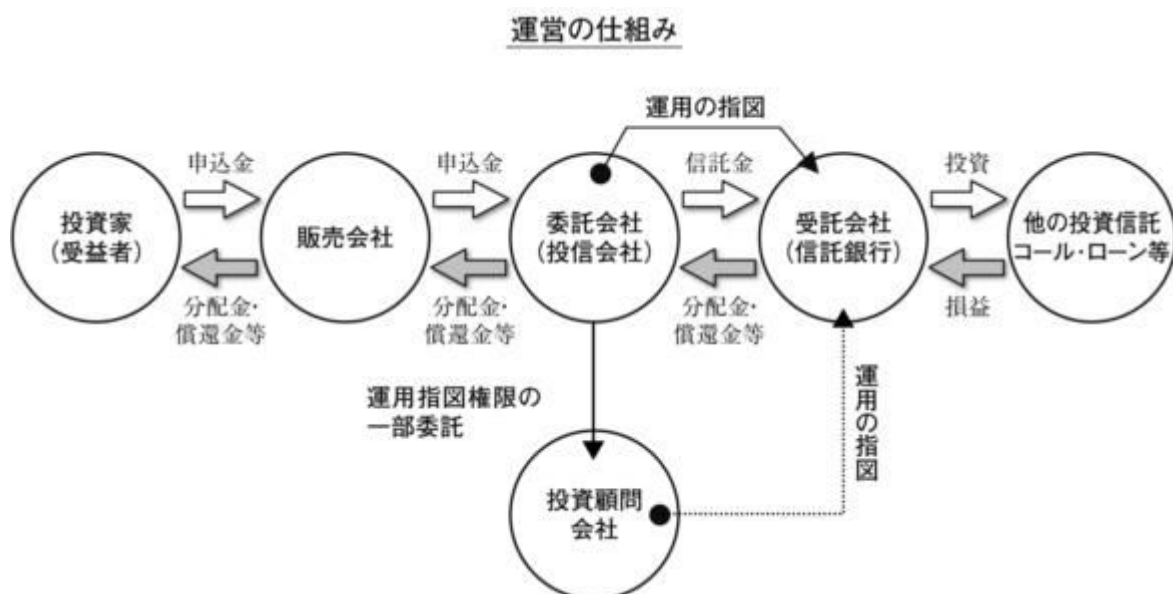 運営の仕組み
運用の指図
申込金
申込金
信託金
投資
投資家
(受益者)
販売会社
委託会社
(投信会社)
受託会社
(信託銀行)
他の投資信託
コール・ローン等
分配金・
償還金等
分配金・
償還金等
分配金・
償還金等
損益
運用指図権限の
一部委託
運用の指図
投資顧問
会社